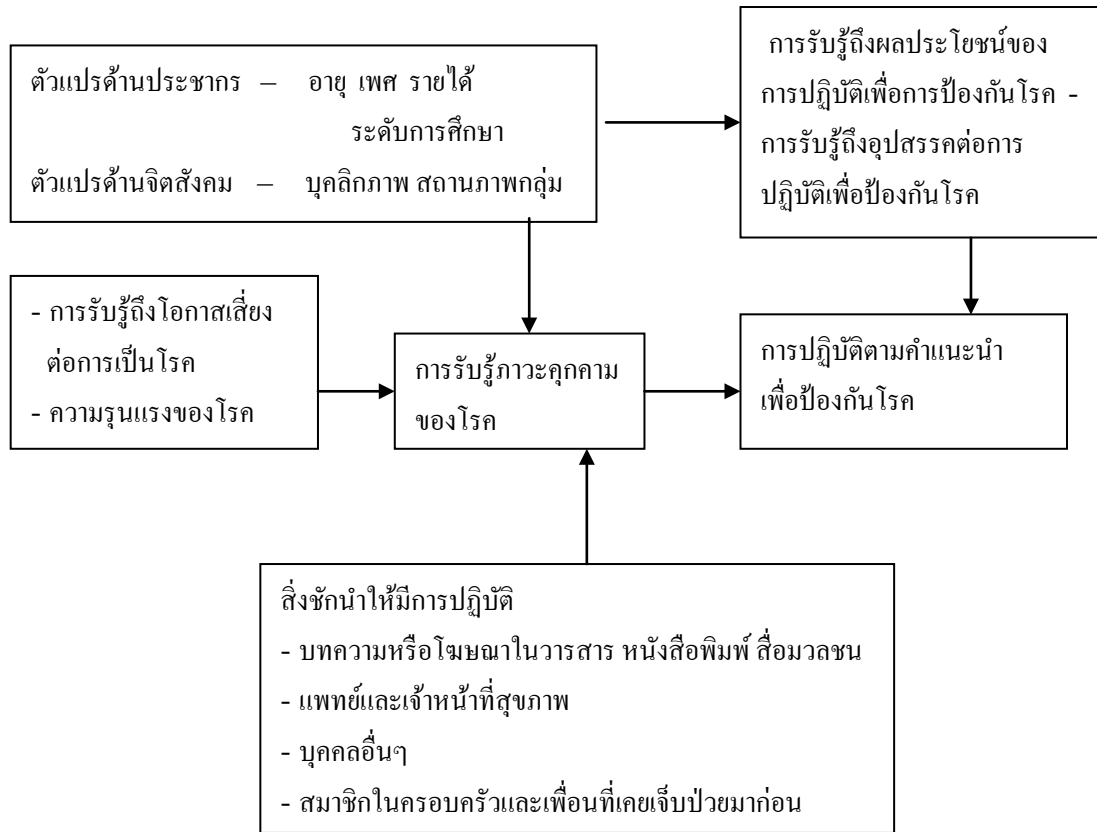 ตัวแปรด้านประชากร – อายุ เพศ รายได้
ระดับการศึกษา
ตัวแปรด้านจิตสังคม – บุคลิกภาพ สถานภาพกลุ่ม
การรับรู้ถึงผลประโยชน์ของ
การปฏิบัติเพื่อการป้องกันโรค -
การรับรู้ถึงอุปสรรคต่อการ
ปฏิบัติเพื่อป้องกันโรค
- การรับรู้ถึงโอกาสเสี่ยง
ต่อการเป็นโรค
- ความรุนแรงของโรค
การรับรู้ภาวะคุกคาม
ของโรค
การปฏิบัติตามคำแนะนำ
เพื่อป้องกันโรค
สิ่งชักนำให้มีการปฏิบัติ
- บทความหรือโฆษณาในวารสาร หนังสือพิมพ์ สื่อมวลชน
- แพทย์และเจ้าหน้าที่สุขภาพ
- บุคคลอื่นๆ
- สมาชิกในครอบครัวและเพื่อนที่เคยเจ็บป่วยมาก่อน